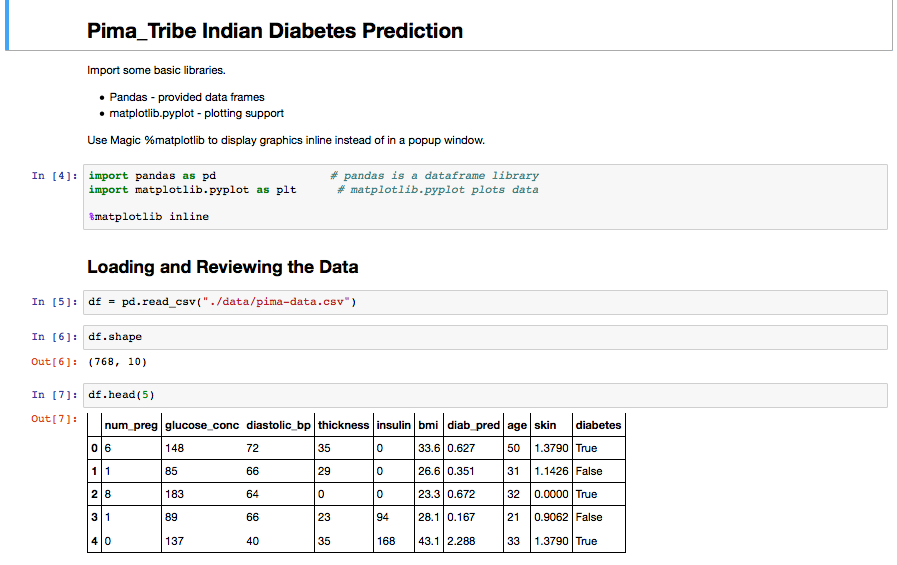 Pima_Tribe Indian Diabetes Prediction
Import some basic libraries.
• Pandas - provided data frames
• matplotlib.pyplot - plotting support
Use Magic %matplotlib to display graphics inline instead of in a popup window.
In [4]: import pandas as pd # pandas is a dataframe library
import matplotlib.pyplot as plt # matplotlib.pyplot plots data
%matplotlib inline
Loading and Reviewing the Data
In [5]: df = pd.read_csv("./data/pima-data.csv")
In [6]: df.shape
Out[6]: (768, 10)
In [7]: df.head(5)
Out[7]:
num_preg glucose_conc diastolic_bp thickness insulin bmi diab_pred age skin diabetes
0 6 148 72 35 0 33.6 0.627 50 1.3790 True
1 1 85 66 29 0 26.6 0.351 31 1.1426 False
2 8 183 64 0 0 23.3 0.672 32 0.0000 True
3 1 89 66 23 94 28.1 0.167 21 0.9062 False
4 0 137 40 35 168 43.1 2.288 33 1.3790 True